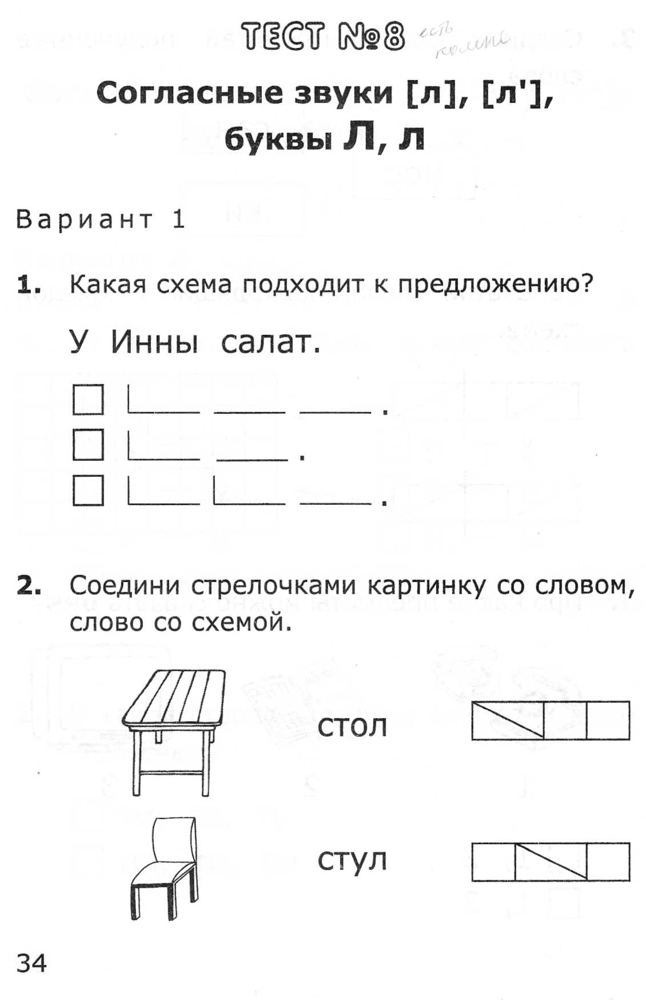 ТЕСТ №8 есть
Согласные звуки [л], [л'],
буквы Л, л
Вариант 1
1. Какая схема подходит к предложению?
У Инны салат.
2. Соедини стрелочками картинку со словом,
слово со схемой.
стол
стул
34